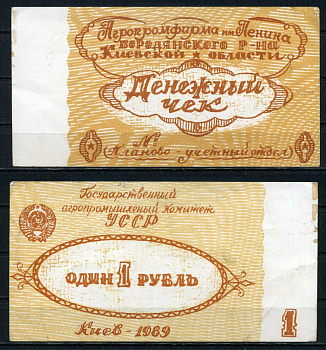 Агропромфирма им. Ленина
Бородянского р-на
Киевской области
Денежный
чек
№
(Планово-учетный отдел)
Государственный
агропромышленый комитет
УССР
ОДИН 1 РУБЛЬ
Киев-1989
1